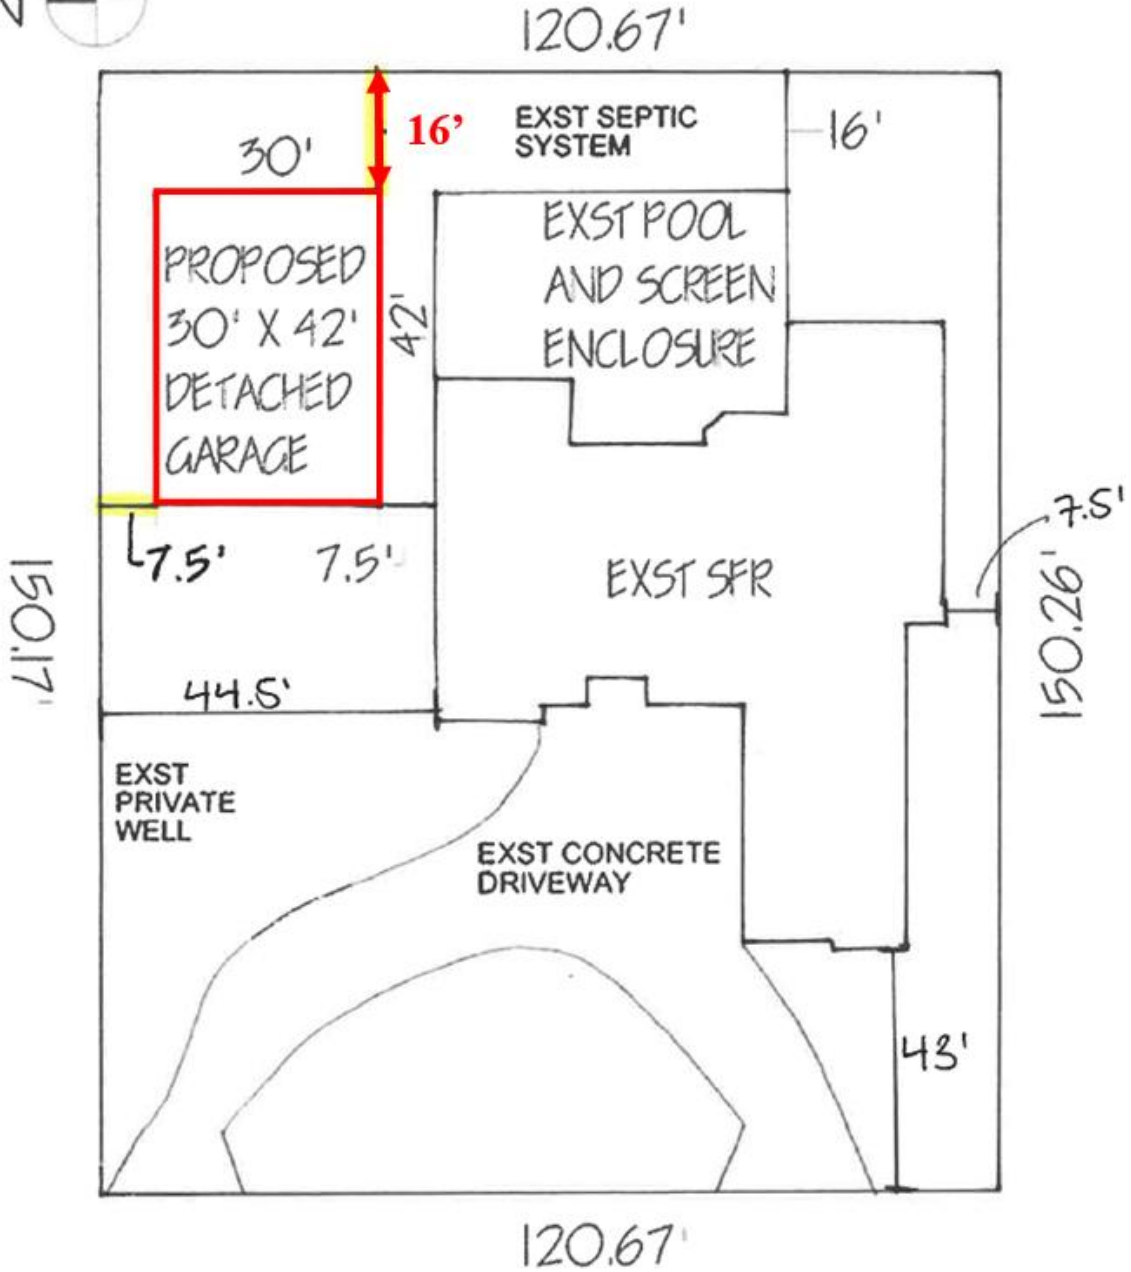 120.67'
16'
EXST SEPTIC
SYSTEM
16'
30'
EXST POOL
AND SCREEN
ENCLOSURE
PROPOSED
30' X 42'
DETACHED
GARAGE
42'
7.5'
7.5'
7.5'
EXST SFR
150.17'
150.26'
44.5'
EXST
PRIVATE
WELL
EXST CONCRETE
DRIVEWAY
43'
120.67'